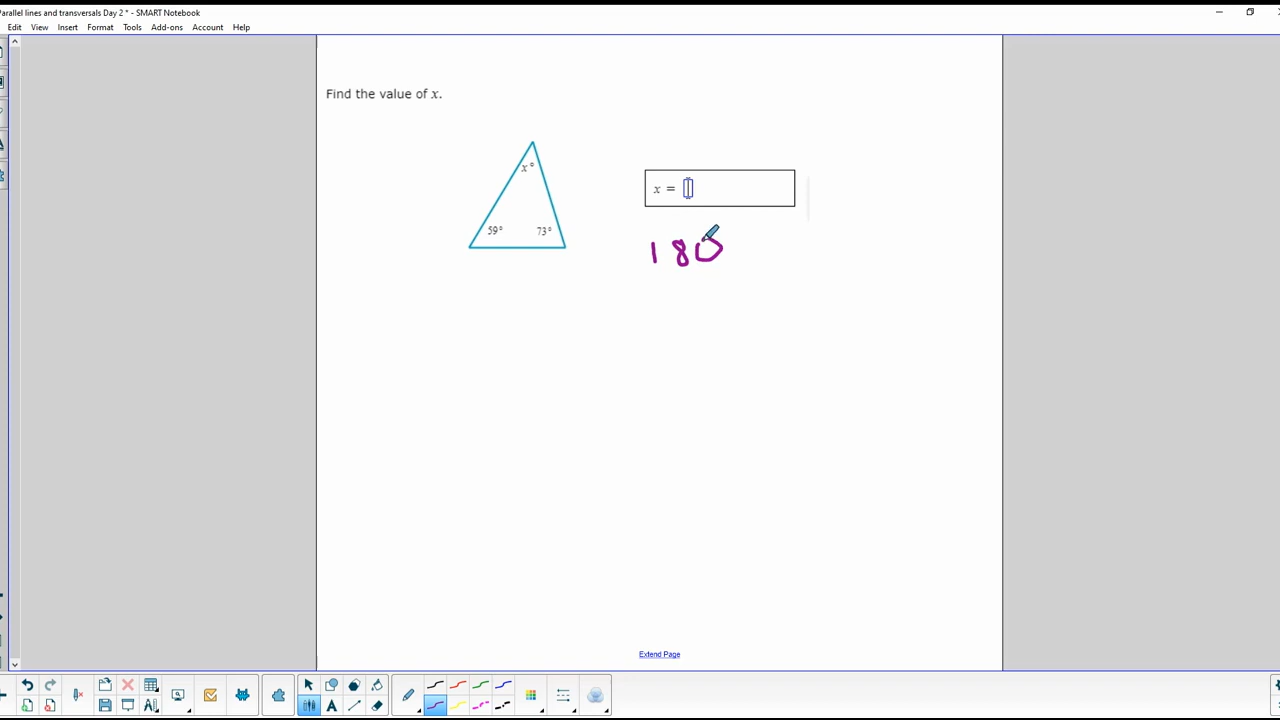 Parallel lines and transversals Day 2 * - SMART Notebook
Edit View Insert Format Tools Add-ons Account Help
Find the value of x.
x°
59° 73°
x =
180
Extend Page